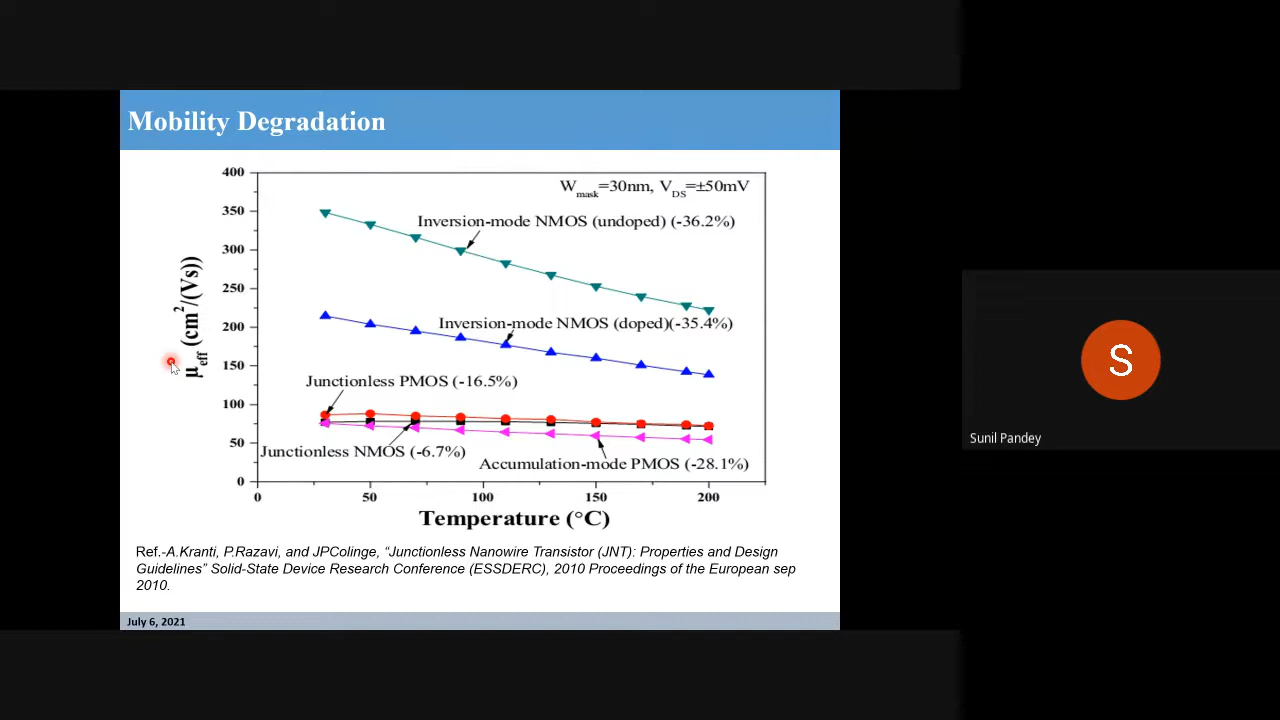 Mobility Degradation
400
350
300
250
200
150
100
50
0
μeff (cm2/(Vs))
Wmask=30nm, VDS=±50mV
Inversion-mode NMOS (undoped) (-36.2%)
Inversion-mode NMOS (doped)(-35.4%)
Junctionless PMOS (-16.5%)
Junctionless NMOS (-6.7%)
Accumulation-mode PMOS (-28.1%)
0 50 100 150 200
Temperature (°C)
Ref.-A.Kranti, P.Razavi, and JPColinge, “Junctionless Nanowire Transistor (JNT): Properties and Design
Guidelines” Solid-State Device Research Conference (ESSDERC), 2010 Proceedings of the European sep
2010.
July 6, 2021
S
Sunil Pandey